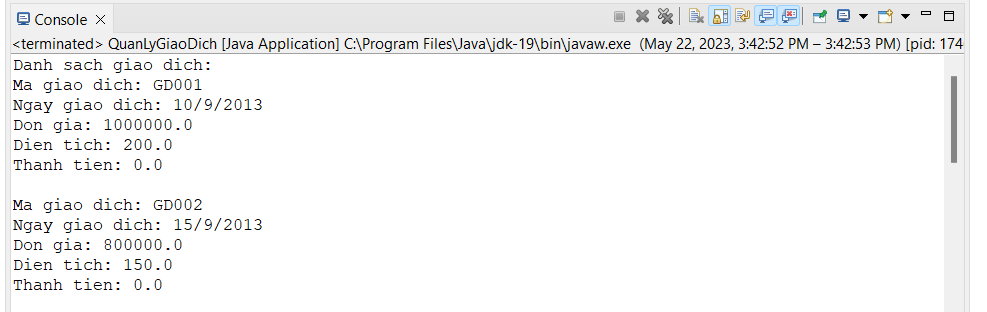 Console
<terminated> QuanLyGiaoDich [Java Application] C:\Program Files\Java\jdk-19\bin\javaw.exe (May 22, 2023, 3:42:52 PM – 3:42:53 PM) [pid: 174
Danh sach giao dich:
Ma giao dich: GD001
Ngay giao dich: 10/9/2013
Don gia: 1000000.0
Dien tich: 200.0
Thanh tien: 0.0
Ma giao dich: GD002
Ngay giao dich: 15/9/2013
Don gia: 800000.0
Dien tich: 150.0
Thanh tien: 0.0